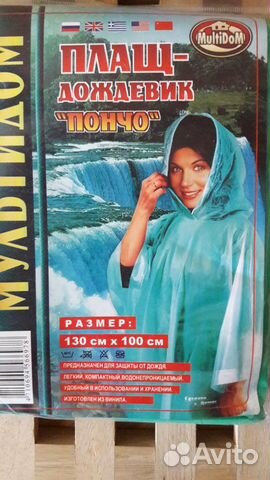 МУЛЬТИДОМ
MultiDoM
ПЛАЩ-
ДОЖДЕВИК
"ПОНЧО"
РАЗМЕР:
130 см х 100 см
ПРЕДНАЗНАЧЕН ДЛЯ ЗАЩИТЫ ОТ ДОЖДЯ.
ЛЕГКИЙ, КОМПАКТНЫЙ, ВОДОНЕПРОНИЦАЕМЫЙ.
УДОБНЫЙ В ИСПОЛЬЗОВАНИИ И ХРАНЕНИИ.
ИЗГОТОВЛЕН ИЗ ВИНИЛА
Avito